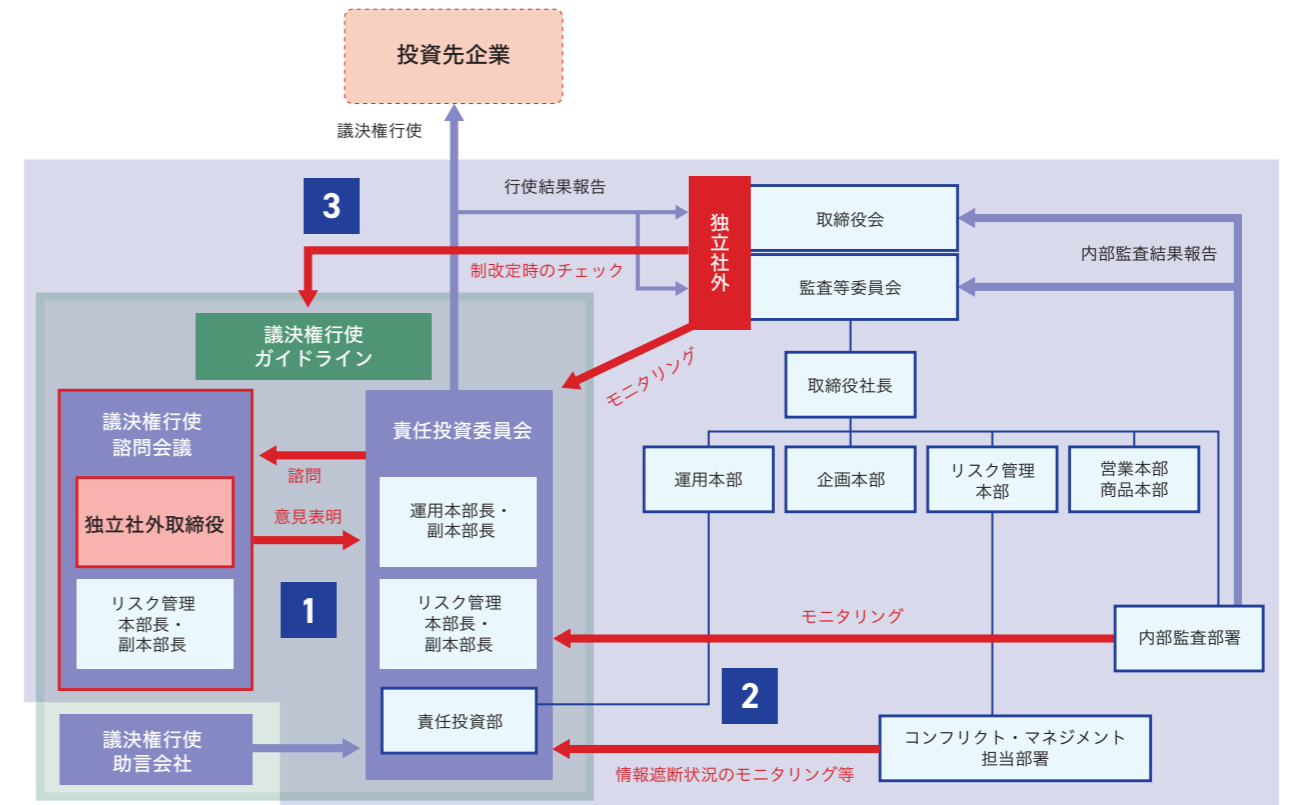 投資先企業
議決権行使
3
行使結果報告
独立社外
取締役会
内部監査結果報告
制改定時のチェック
監査等委員会
議決権行使
ガイドライン
モニタリング
取締役社長
議決権行使
諮問会議
責任投資委員会
諮問
運用本部
企画本部
リスク管理
本部
営業本部
商品本部
独立社外取締役
意見表明
運用本部長・
副本部長
1
リスク管理
本部長・
副本部長
リスク管理
本部長・
副本部長
モニタリング
内部監査部署
2
責任投資部
議決権行使
助言会社
コンフリクト・マネジメント
担当部署
情報遮断状況のモニタリング等